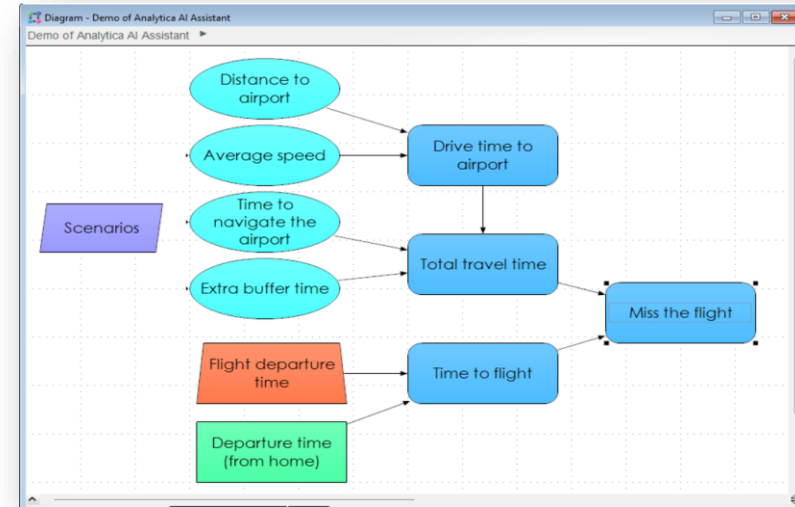 Diagram - Demo of Analytica AI Assistant
Demo of Analytica AI Assistant
Distance to
airport
Average speed
Drive time to
airport
Scenarios
Time to
navigate the
airport
Extra buffer time
Total travel time
Miss the flight
Flight departure
time
Time to flight
Departure time
(from home)